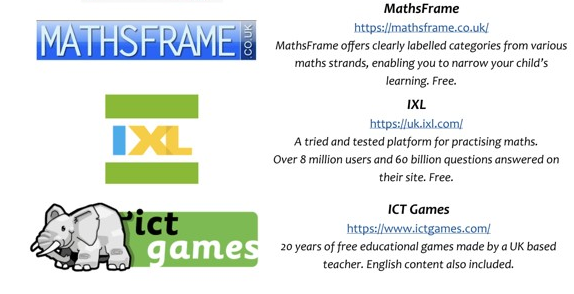 MATHSFRAME.CO.UK
MathsFrame
https://mathsframe.co.uk/
MathsFrame offers clearly labelled categories from various
maths strands, enabling you to narrow your child's
learning. Free.
IXL
IXL
https://uk.ixl.com/
A tried and tested platform for practising maths.
Over 8 million users and 60 billion questions answered on
their site. Free.
ict
games
ICT Games
https://www.ictgames.com/
20 years of free educational games made by a UK based
teacher. English content also included.